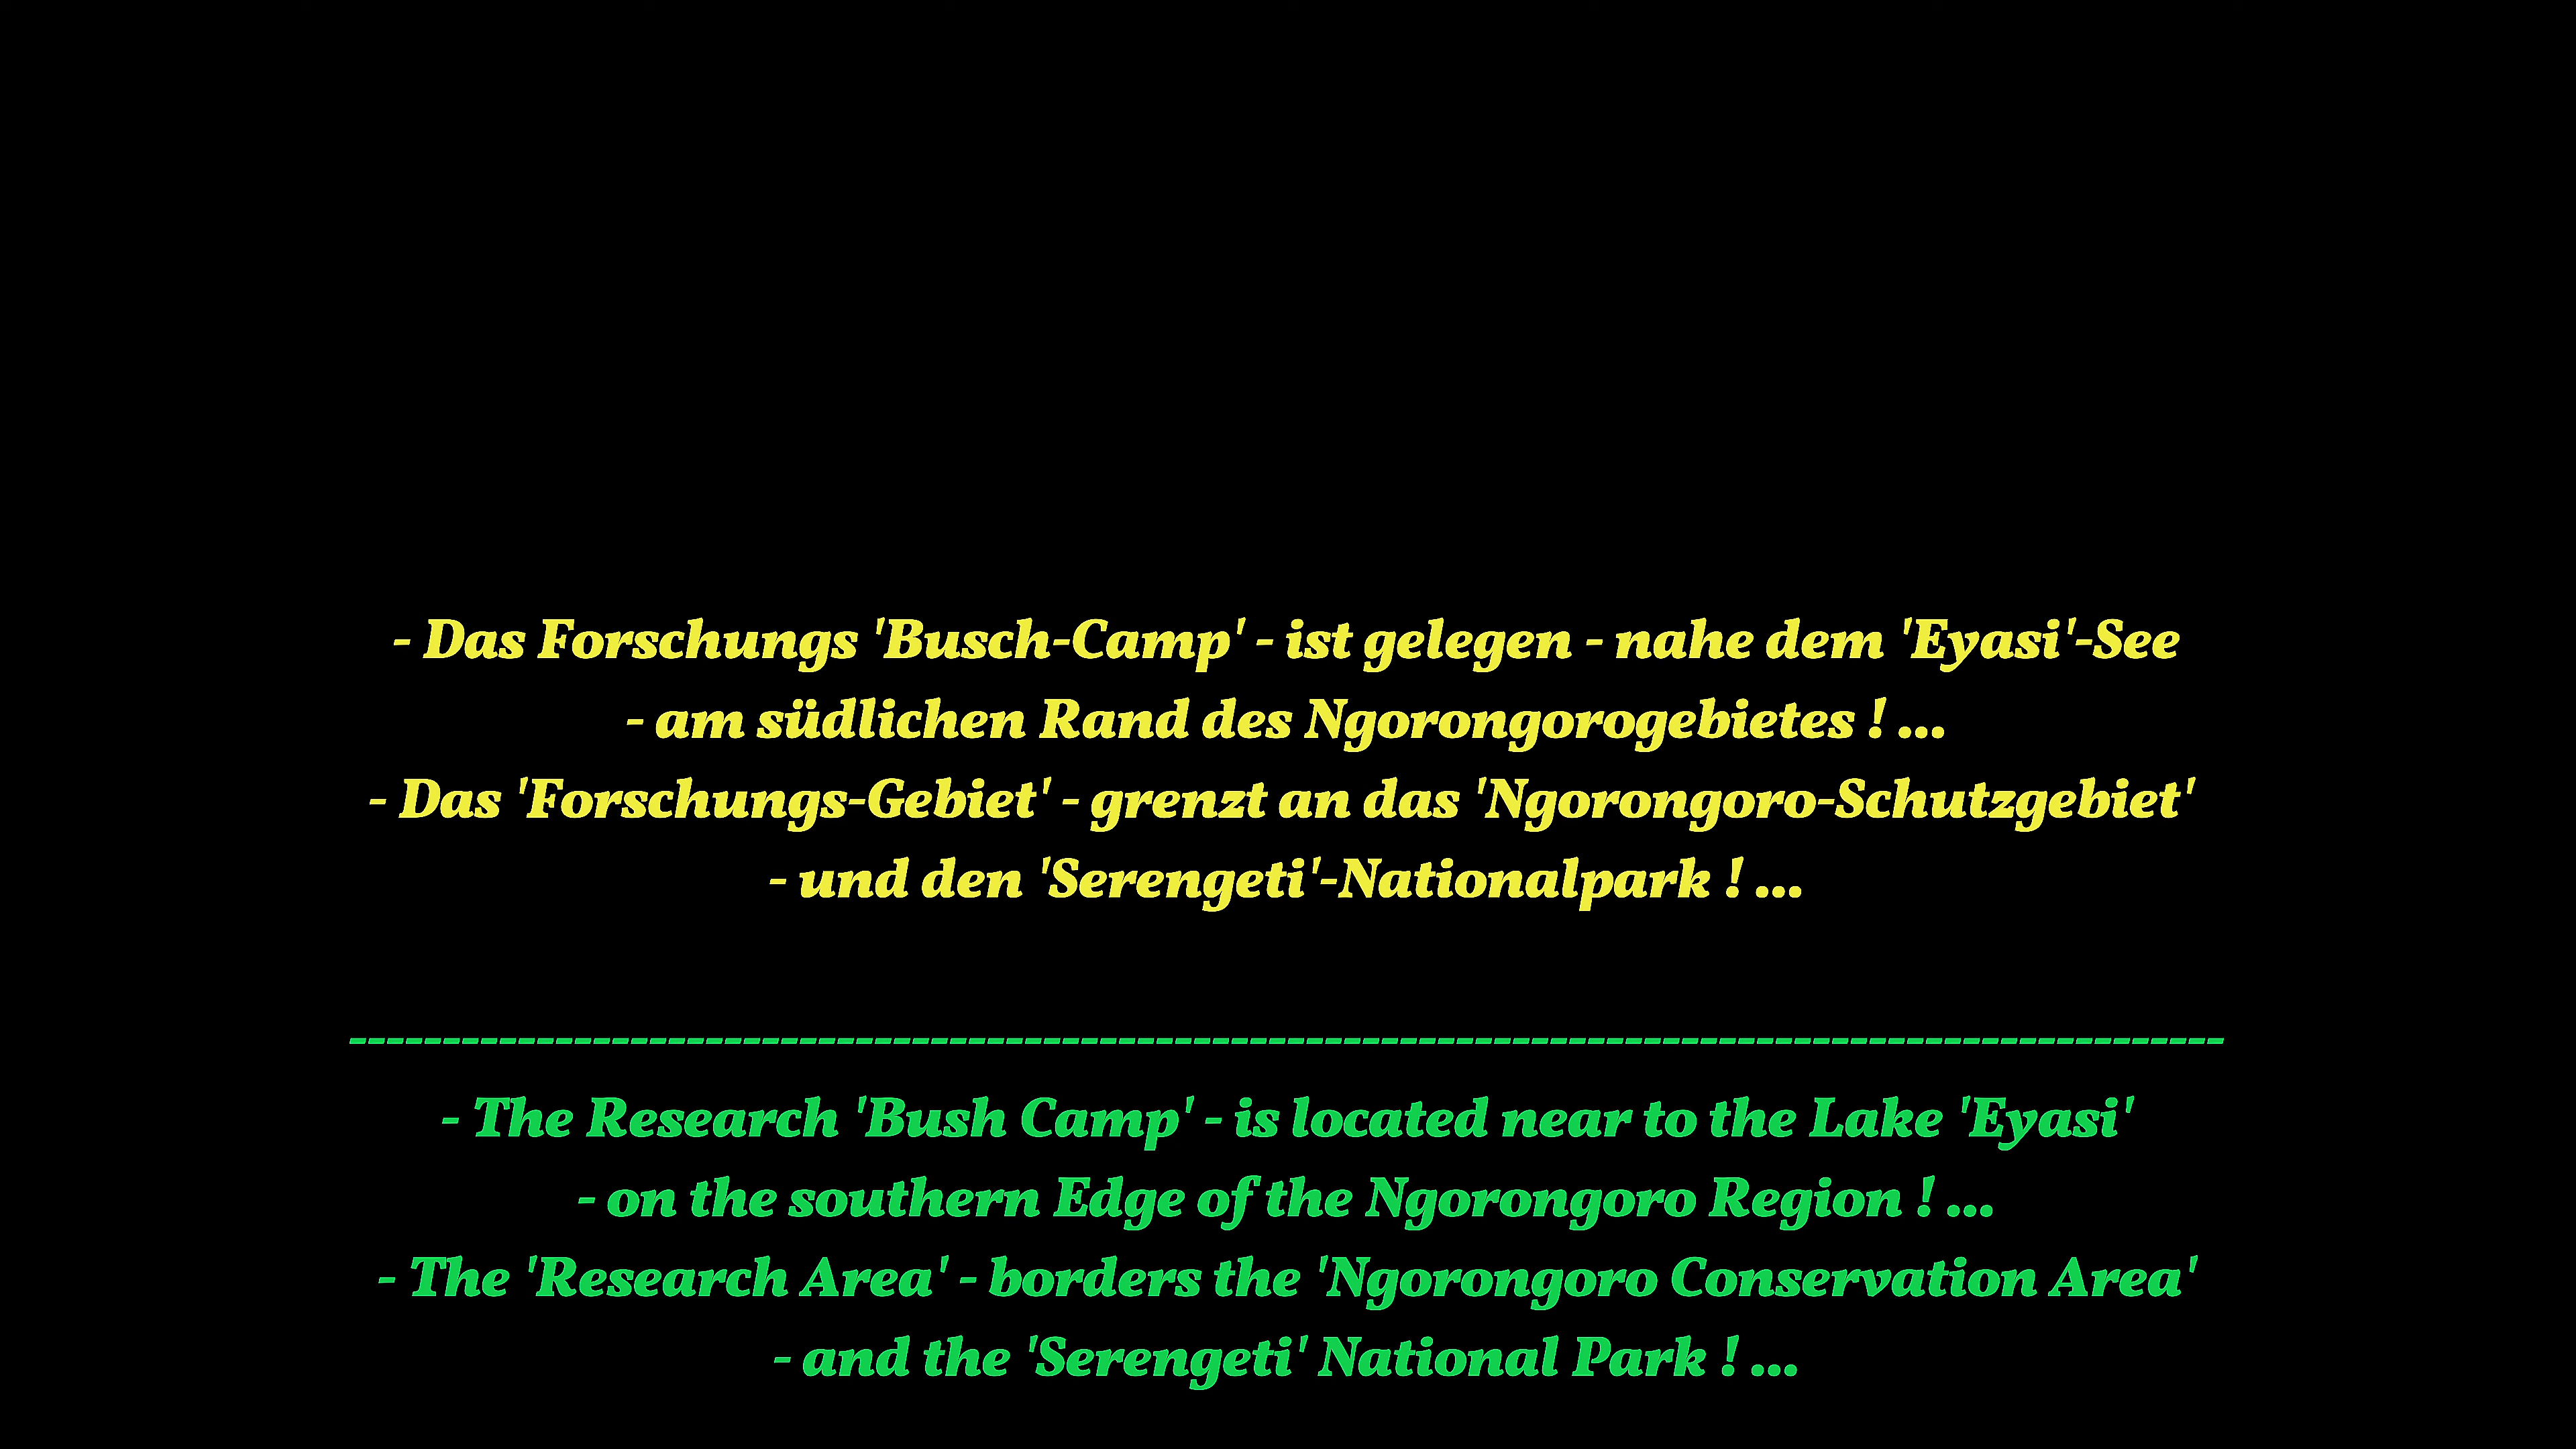 - Das Forschungs 'Busch-Camp' - ist gelegen - nahe dem 'Eyasi'-See
- am südlichen Rand des Ngorongorogebietes ! ...
- Das 'Forschungs-Gebiet' - grenzt an das 'Ngorongoro-Schutzgebiet'
- und den 'Serengeti'-Nationalpark ! ...
----------------------------------------------------------------------------------------------------
- The Research 'Bush Camp' - is located near to the Lake 'Eyasi'
- on the southern Edge of the Ngorongoro Region ! ...
- The 'Research Area' - borders the 'Ngorongoro Conservation Area'
- and the 'Serengeti' National Park ! ...